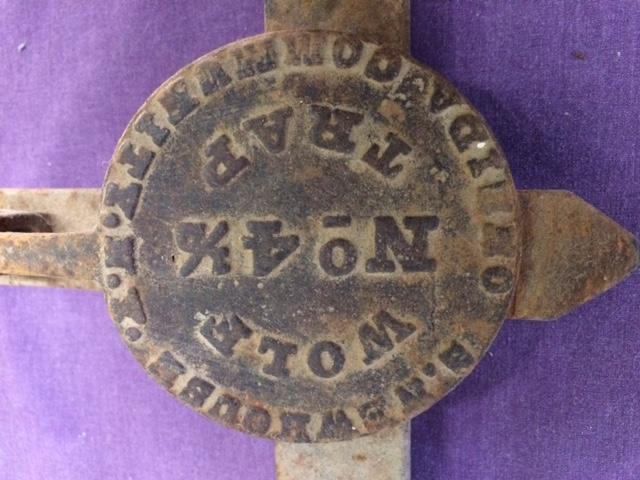 S. NEWHOUSE.
ONEIDA COMMUNITY. N.Y.
WOLF
No 4½
TRAP